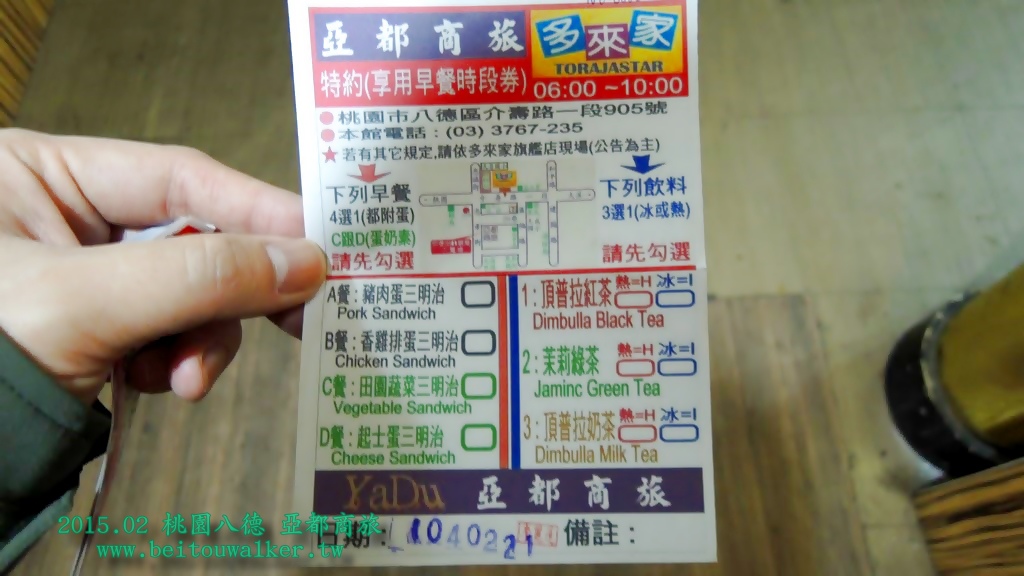 亞都商旅
多來家
TORAJASTAR
特約(享用早餐時段券) 06:00 ~10:00
●桃園市八德區介壽路一段905號
●本館電話：(03) 3767-235
★若有其它規定,請依多來家旗艦店現場(公告為主)
下列早餐
4選1(都附蛋)
C跟D(蛋奶素)
請先勾選
下列飲料
3選1(冰或熱)
請先勾選
A餐：豬肉蛋三明治
Pork Sandwich
B餐：香雞排蛋三明治
Chicken Sandwich
C餐：田園蔬菜三明治
Vegetable Sandwich
D餐：起士蛋三明治
Cheese Sandwich
1：頂普拉紅茶 熱=H 冰=I
Dimbulla Black Tea
2：茉莉綠茶 熱=H 冰=I
Jaminc Green Tea
3：頂普拉奶茶 熱=H 冰=I
Dimbulla Milk Tea
YaDu 亞都商旅
日期： 1040221 備註：
2015.02 桃園八德 亞都商旅
www.beitouwalker.tw